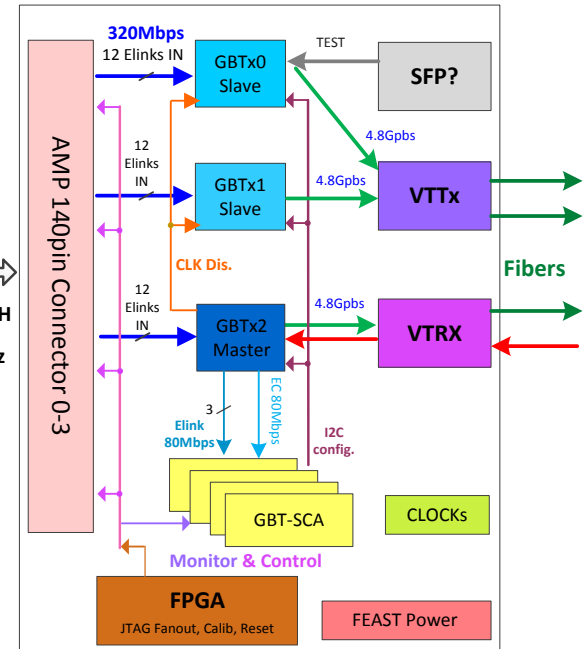 320Mbps
12 Elinks IN
GBTx0
Slave
TEST
SFP?
AMP 140pin Connector 0-3
12
Elinks
IN
4.8Gpbs
GBTx1
Slave
4.8Gpbs
VTTx
CLK Dis.
Fibers
12
Elinks
IN
H
z
GBTx2
Master
4.8Gpbs
VTRX
3
Elink
80Mbps
EC 80Mbps
I2C
config.
GBT-SCA
CLOCKs
Monitor & Control
FPGA
JTAG Fanout, Calib, Reset
FEAST Power